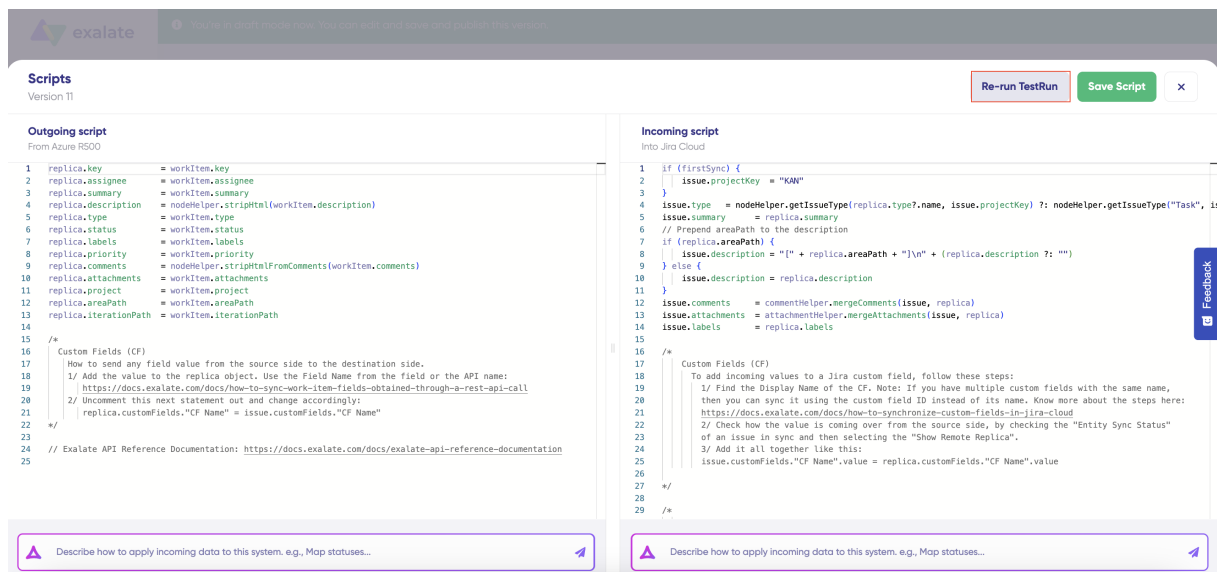 exalate
You're in draft mode now. You can edit and save and publish this version.
Scripts
Version 11
Re-run TestRun
Save Script
×
Outgoing script
From Azure R500
1 replica.key = workItem.key
2 replica.assignee = workItem.assignee
3 replica.summary = workItem.summary
4 replica.description = nodeHelper.stripHtml(workItem.description)
5 replica.type = workItem.type
6 replica.status = workItem.status
7 replica.labels = workItem.labels
8 replica.priority = workItem.priority
9 replica.comments = nodeHelper.stripHtmlFromComments(workItem.comments)
10 replica.attachments = workItem.attachments
11 replica.project = workItem.project
12 replica.areaPath = workItem.areaPath
13 replica.iterationPath = workItem.iterationPath
14
15 /*
16 Custom Fields (CF)
17 How to send any field value from the source side to the destination side.
18 1/ Add the value to the replica object. Use the Field Name from the field or the API name:
19 https://docs.exalate.com/docs/how-to-sync-work-item-fields-obtained-through-a-rest-api-call
20 2/ Uncomment this next statement out and change accordingly:
21 replica.customFields."CF Name" = issue.customFields."CF Name"
22 */
23
24 // Exalate API Reference Documentation: https://docs.exalate.com/docs/exalate-api-reference-documentation
25
Describe how to apply incoming data to this system. e.g., Map statuses...
Incoming script
Into Jira Cloud
1 if (firstSync) {
2 issue.projectKey = "KAN"
3 }
4 issue.type = nodeHelper.getIssueType(replica.type?.name, issue.projectKey) ?: nodeHelper.getIssueType("Task", is
5 issue.summary = replica.summary
6 // Prepend areaPath to the description
7 if (replica.areaPath) {
8 issue.description = "[" + replica.areaPath + "]\n" + (replica.description ?: "")
9 } else {
10 issue.description = replica.description
11 }
12 issue.comments = commentHelper.mergeComments(issue, replica)
13 issue.attachments = attachmentHelper.mergeAttachments(issue, replica)
14 issue.labels = replica.labels
15
16 /*
17 Custom Fields (CF)
18 To add incoming values to a Jira custom field, follow these steps:
19 1/ Find the Display Name of the CF. Note: If you have multiple custom fields with the same name,
20 then you can sync it using the custom field ID instead of its name. Know more about the steps here:
21 https://docs.exalate.com/docs/how-to-synchronize-custom-fields-in-jira-cloud
22 2/ Check how the value is coming over from the source side, by checking the "Entity Sync Status"
23 of an issue in sync and then selecting the "Show Remote Replica".
24 3/ Add it all together like this:
25 issue.customFields."CF Name".value = replica.customFields."CF Name".value
26
27 */
28
29 /*
Describe how to apply incoming data to this system. e.g., Map statuses...
Feedback